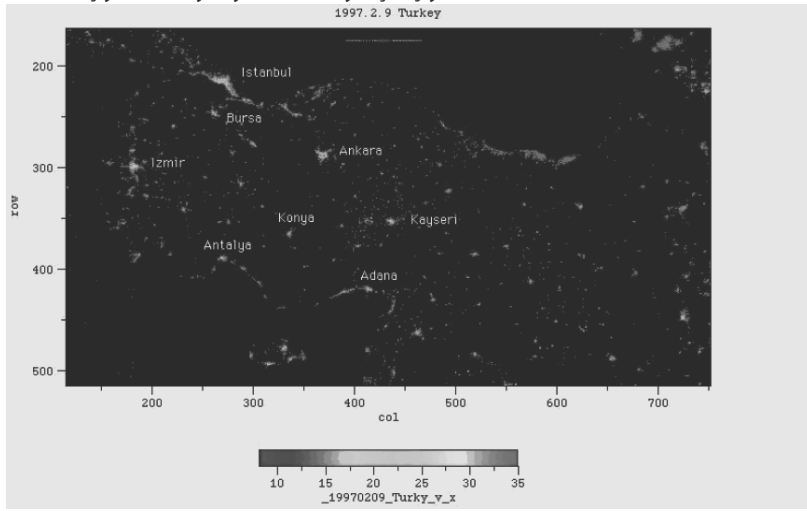 1997.2.9 Turkey
200
Istanbul
Bursa
Ankara
300
Izmir
row
Konya
Kayseri
Antalya
400
Adana
500
200 300 400 500 600 700
col
10 15 20 25 30 35
_19970209_Turky_v_x